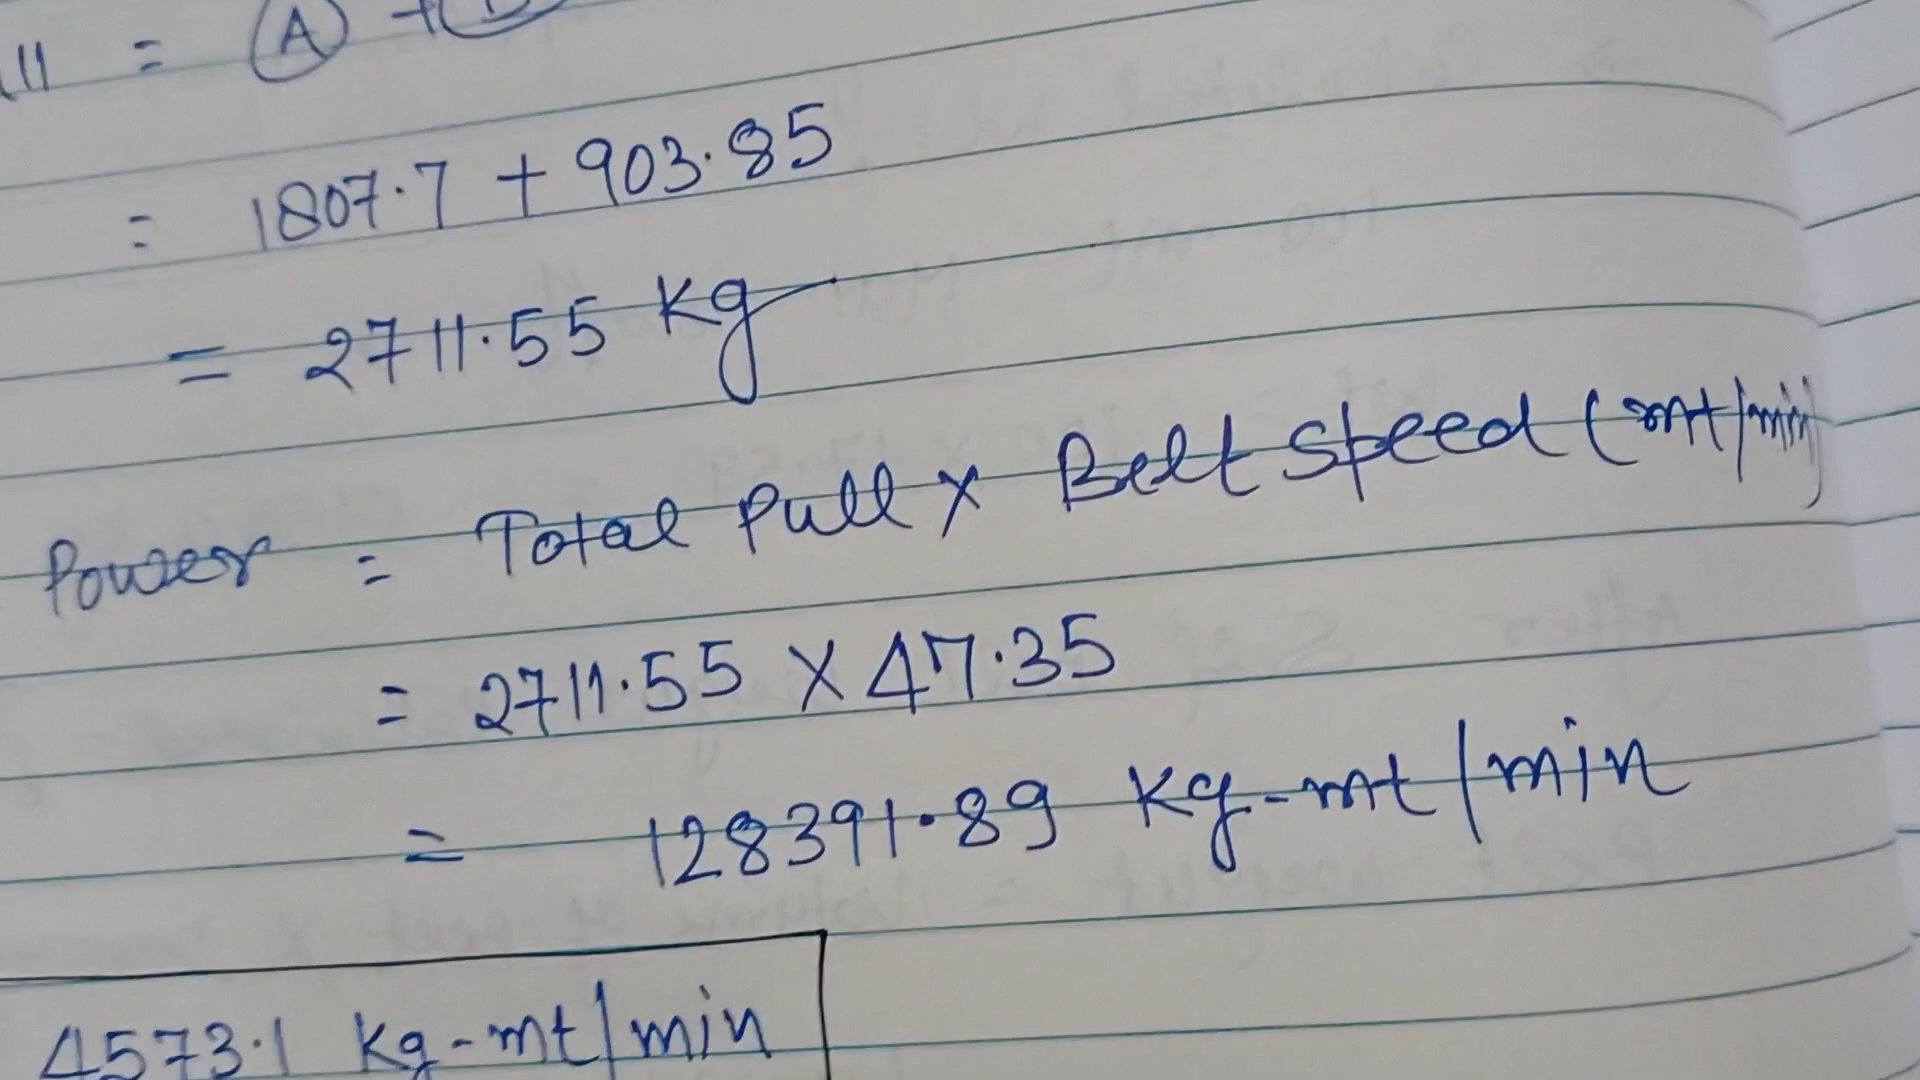 ll = A +
= 1807.7 + 903.85
= 2711.55 kg
Power = Total Pull x Belt Speed (mt/min)
= 2711.55 X 47.35
= 128391.89 Kg-mt/min
4573.1 Kg-mt/min